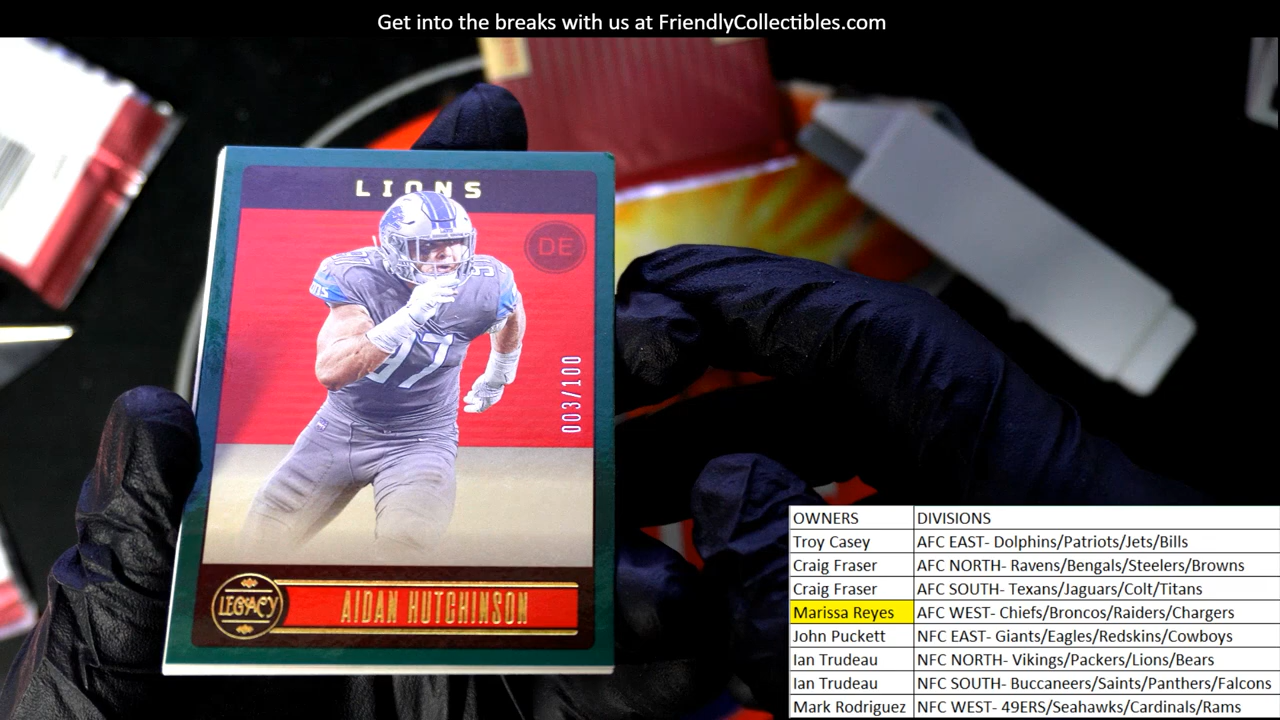 Get into the breaks with us at FriendlyCollectibles.com
LIONS
DE
97
003/100
LEGACY
AIDAN HUTCHINSON
OWNERS DIVISIONS
Troy Casey AFC EAST- Dolphins/Patriots/Jets/Bills
Craig Fraser AFC NORTH- Ravens/Bengals/Steelers/Browns
Craig Fraser AFC SOUTH- Texans/Jaguars/Colt/Titans
Marissa Reyes AFC WEST- Chiefs/Broncos/Raiders/Chargers
John Puckett NFC EAST- Giants/Eagles/Redskins/Cowboys
Ian Trudeau NFC NORTH- Vikings/Packers/Lions/Bears
Ian Trudeau NFC SOUTH- Buccaneers/Saints/Panthers/Falcons
Mark Rodriguez NFC WEST- 49ERS/Seahawks/Cardinals/Rams